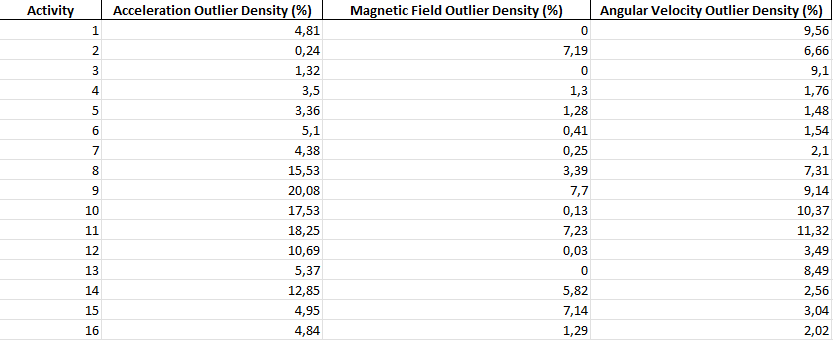 Activity Acceleration Outlier Density (%) Magnetic Field Outlier Density (%) Angular Velocity Outlier Density (%)
1 4,81 0 9,56
2 0,24 7,19 6,66
3 1,32 0 9,1
4 3,5 1,3 1,76
5 3,36 1,28 1,48
6 5,1 0,41 1,54
7 4,38 0,25 2,1
8 15,53 3,39 7,31
9 20,08 7,7 9,14
10 17,53 0,13 10,37
11 18,25 7,23 11,32
12 10,69 0,03 3,49
13 5,37 0 8,49
14 12,85 5,82 2,56
15 4,95 7,14 3,04
16 4,84 1,29 2,02